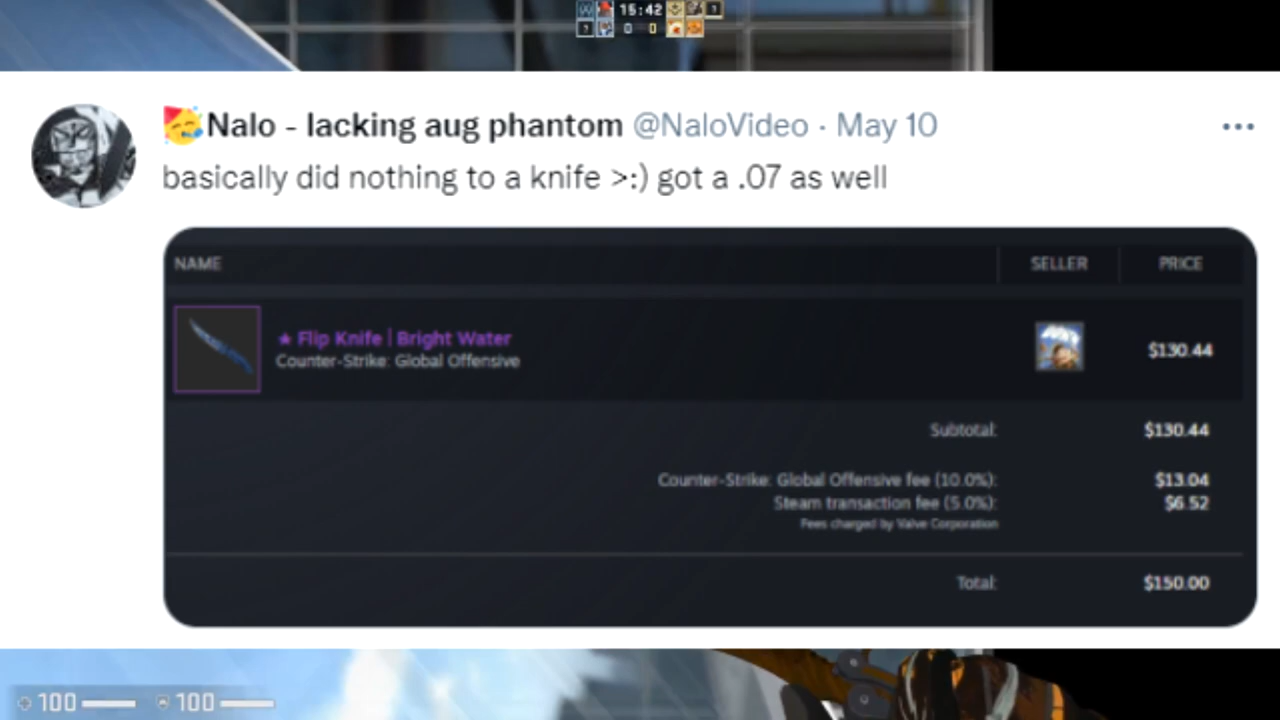 15:42
1
? 0 0
🥳Nalo - lacking aug phantom @NaloVideo · May 10
basically did nothing to a knife >:) got a .07 as well
NAME SELLER PRICE
★ Flip Knife | Bright Water
Counter-Strike: Global Offensive
$130.44
Subtotal: $130.44
Counter-Strike: Global Offensive fee (10.0%): $13.04
Steam transaction fee (5.0%): $6.52
Fees charged by Valve Corporation
Total: $150.00
100 100